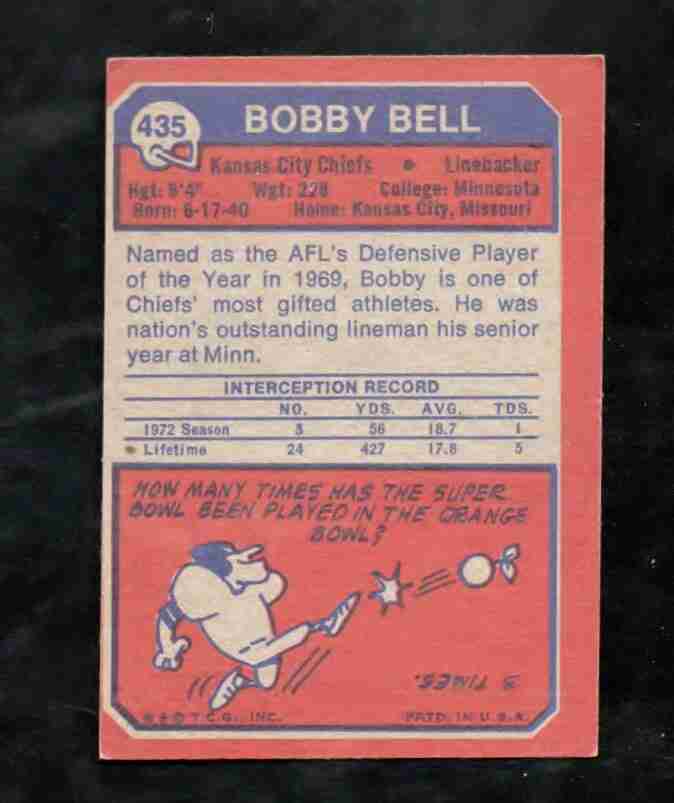 435
BOBBY BELL
Kansas City Chiefs • Linebacker
Hgt: 6'4" Wgt: 228 College: Minnesota
Born: 6-17-40 Home: Kansas City, Missouri
Named as the AFL's Defensive Player
of the Year in 1969, Bobby is one of
Chiefs' most gifted athletes. He was
nation's outstanding lineman his senior
year at Minn.
INTERCEPTION RECORD
NO. YDS. AVG. TDS.
1972 Season 3 56 18.7 1
Lifetime 24 427 17.8 5
HOW MANY TIMES HAS THE SUPER
BOWL BEEN PLAYED IN THE ORANGE
BOWL?
3 TIMES.
© T.C.G., INC. PRTD. IN U.S.A.